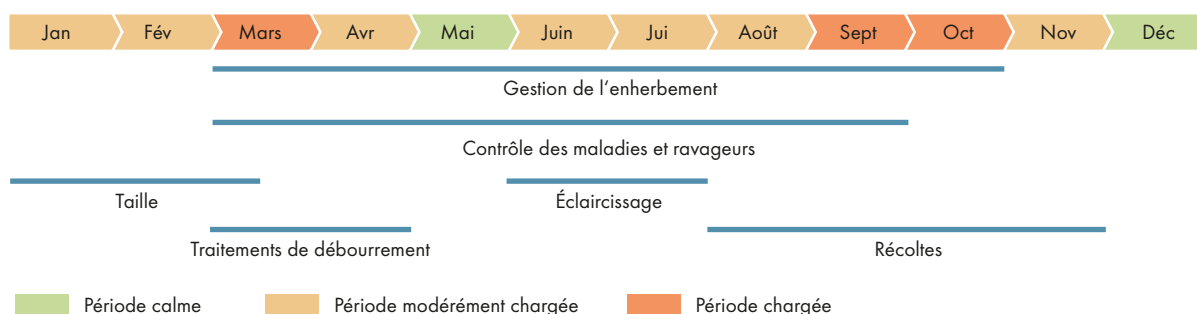 Jan Fév Mars Avr Mai Juin Jui Août Sept Oct Nov Déc
Gestion de l‘enherbement
Contrôle des maladies et ravageurs
Taille Éclaircissage
Traitements de débourrement Récoltes
Période calme Période modérément chargée Période chargée